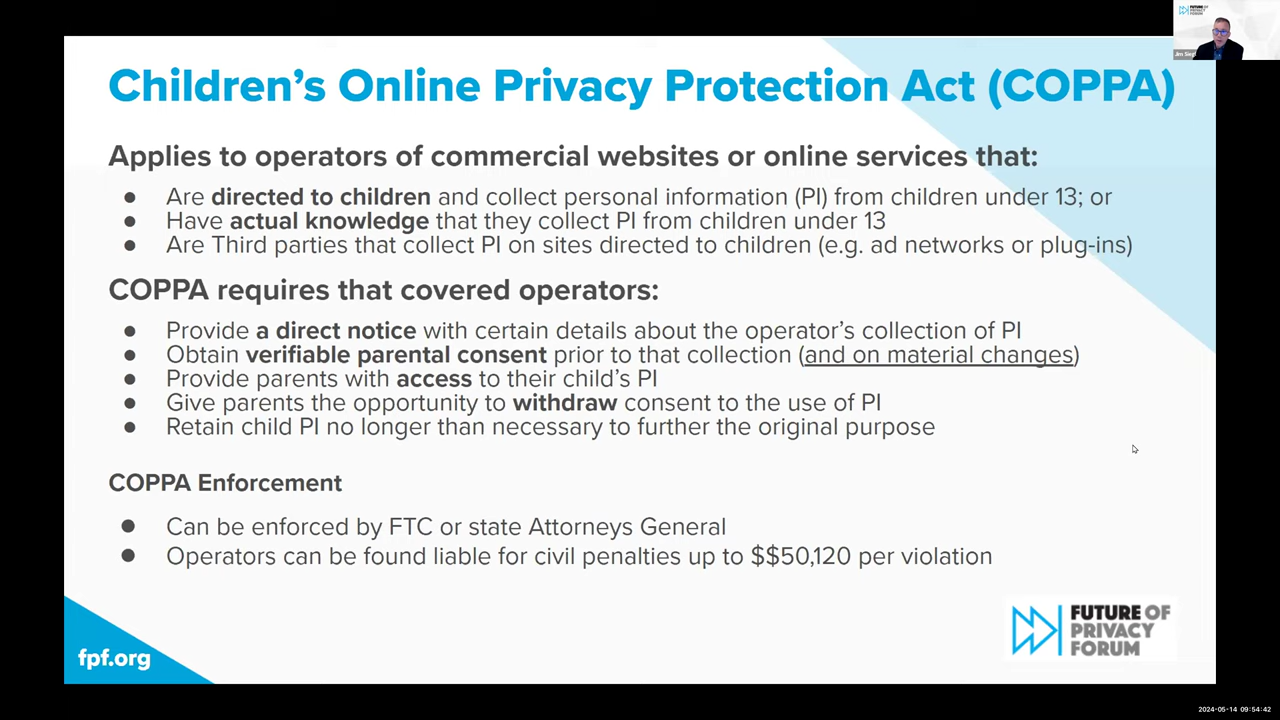 FUTURE OF
PRIVACY
FORUM
Children's Online Privacy Protection Act (COPPA)
Applies to operators of commercial websites or online services that:
● Are directed to children and collect personal information (PI) from children under 13; or
● Have actual knowledge that they collect PI from children under 13
● Are Third parties that collect PI on sites directed to children (e.g. ad networks or plug-ins)
COPPA requires that covered operators:
● Provide a direct notice with certain details about the operator's collection of PI
● Obtain verifiable parental consent prior to that collection (and on material changes)
● Provide parents with access to their child's PI
● Give parents the opportunity to withdraw consent to the use of PI
● Retain child PI no longer than necessary to further the original purpose
COPPA Enforcement
● Can be enforced by FTC or state Attorneys General
● Operators can be found liable for civil penalties up to $$50,120 per violation
FUTURE OF
PRIVACY
FORUM
fpf.org
2024-05-14 09:54:42